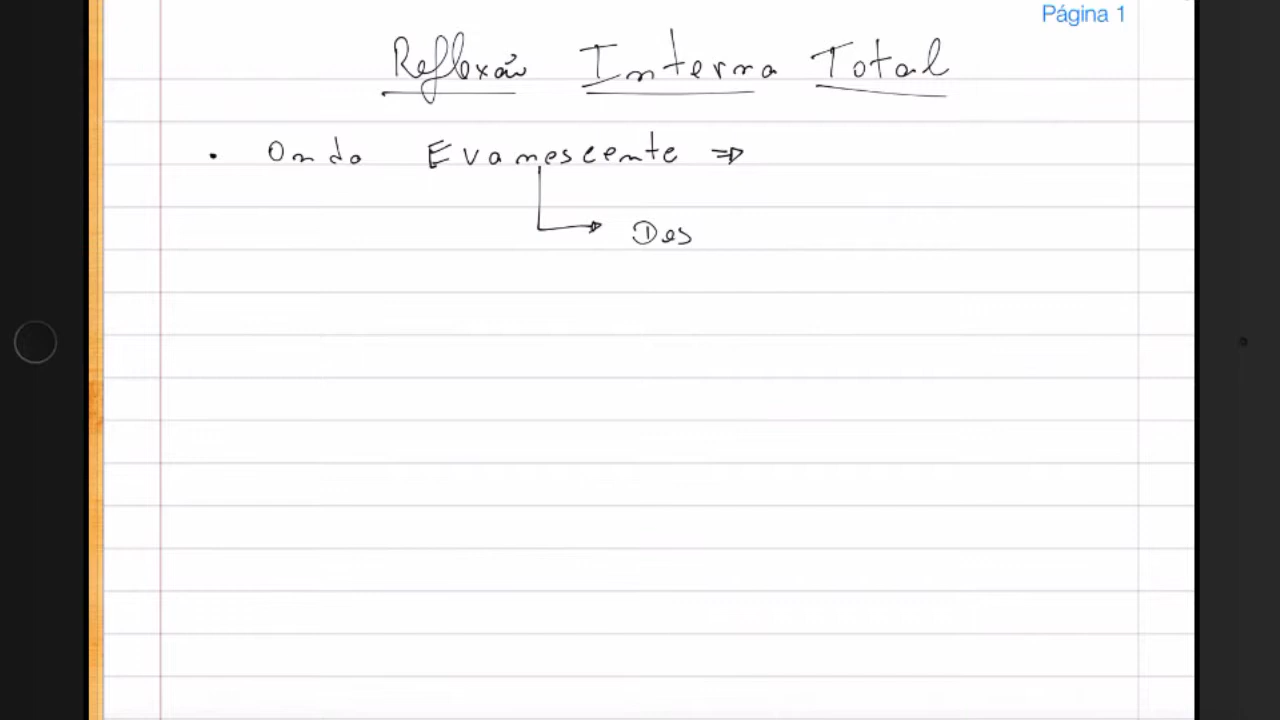 Página 1
Reflexão Interna Total
• Onda Evanescente ⇒
Des